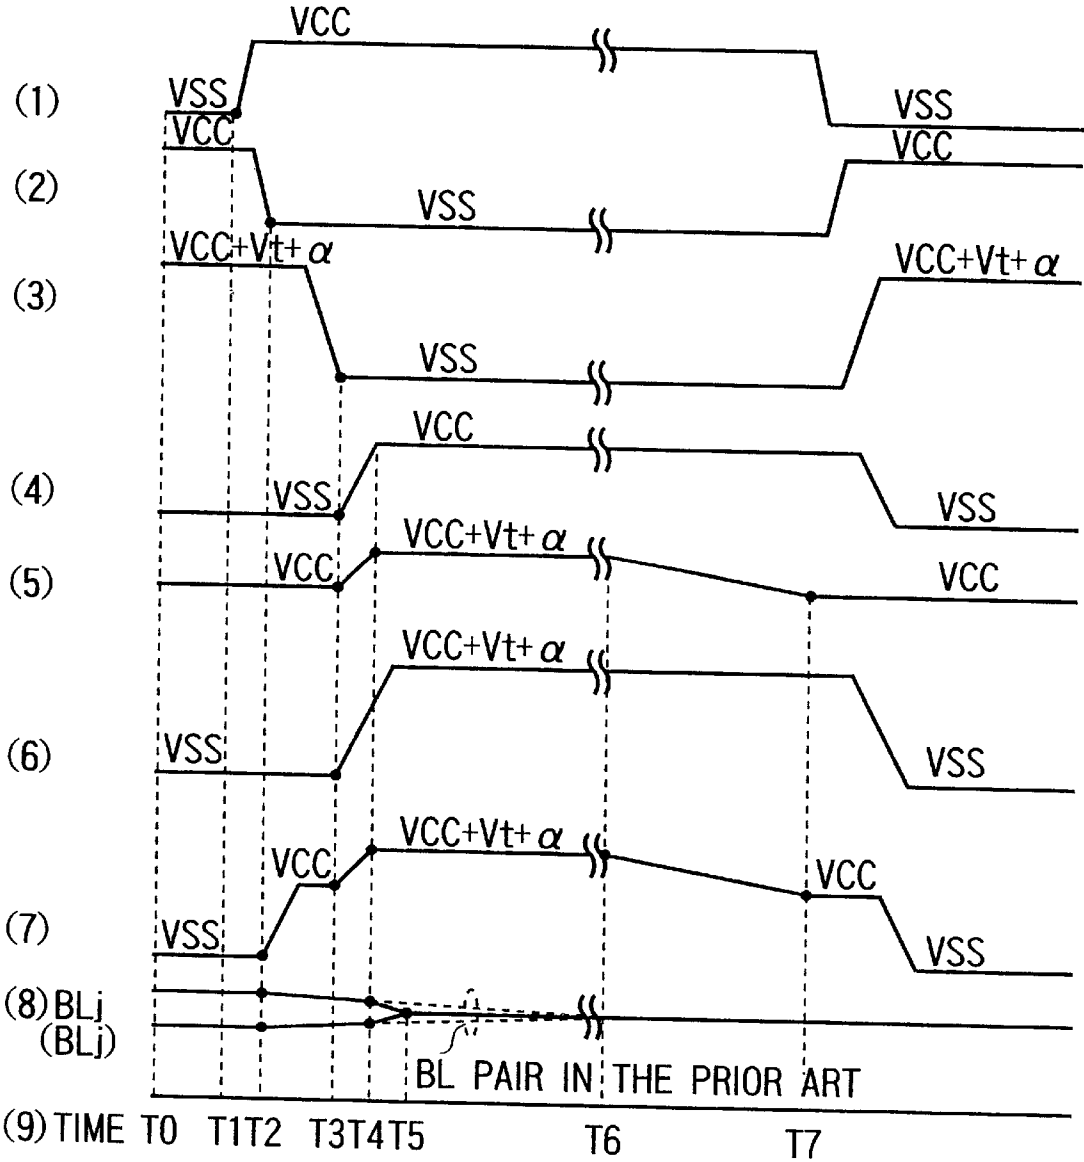 VCC
(1) VSS VSS
VCC VCC
(2) VSS
VCC+Vt+α VCC+Vt+α
(3) VSS
VCC
(4) VSS VSS
VCC+Vt+α
(5) VCC VCC
VCC+Vt+α
(6) VSS VSS
VCC+Vt+α
VCC VCC
(7) VSS VSS
(8) BLj
(BLj)
BL PAIR IN THE PRIOR ART
(9) TIME T0 T1 T2 T3 T4 T5 T6 T7